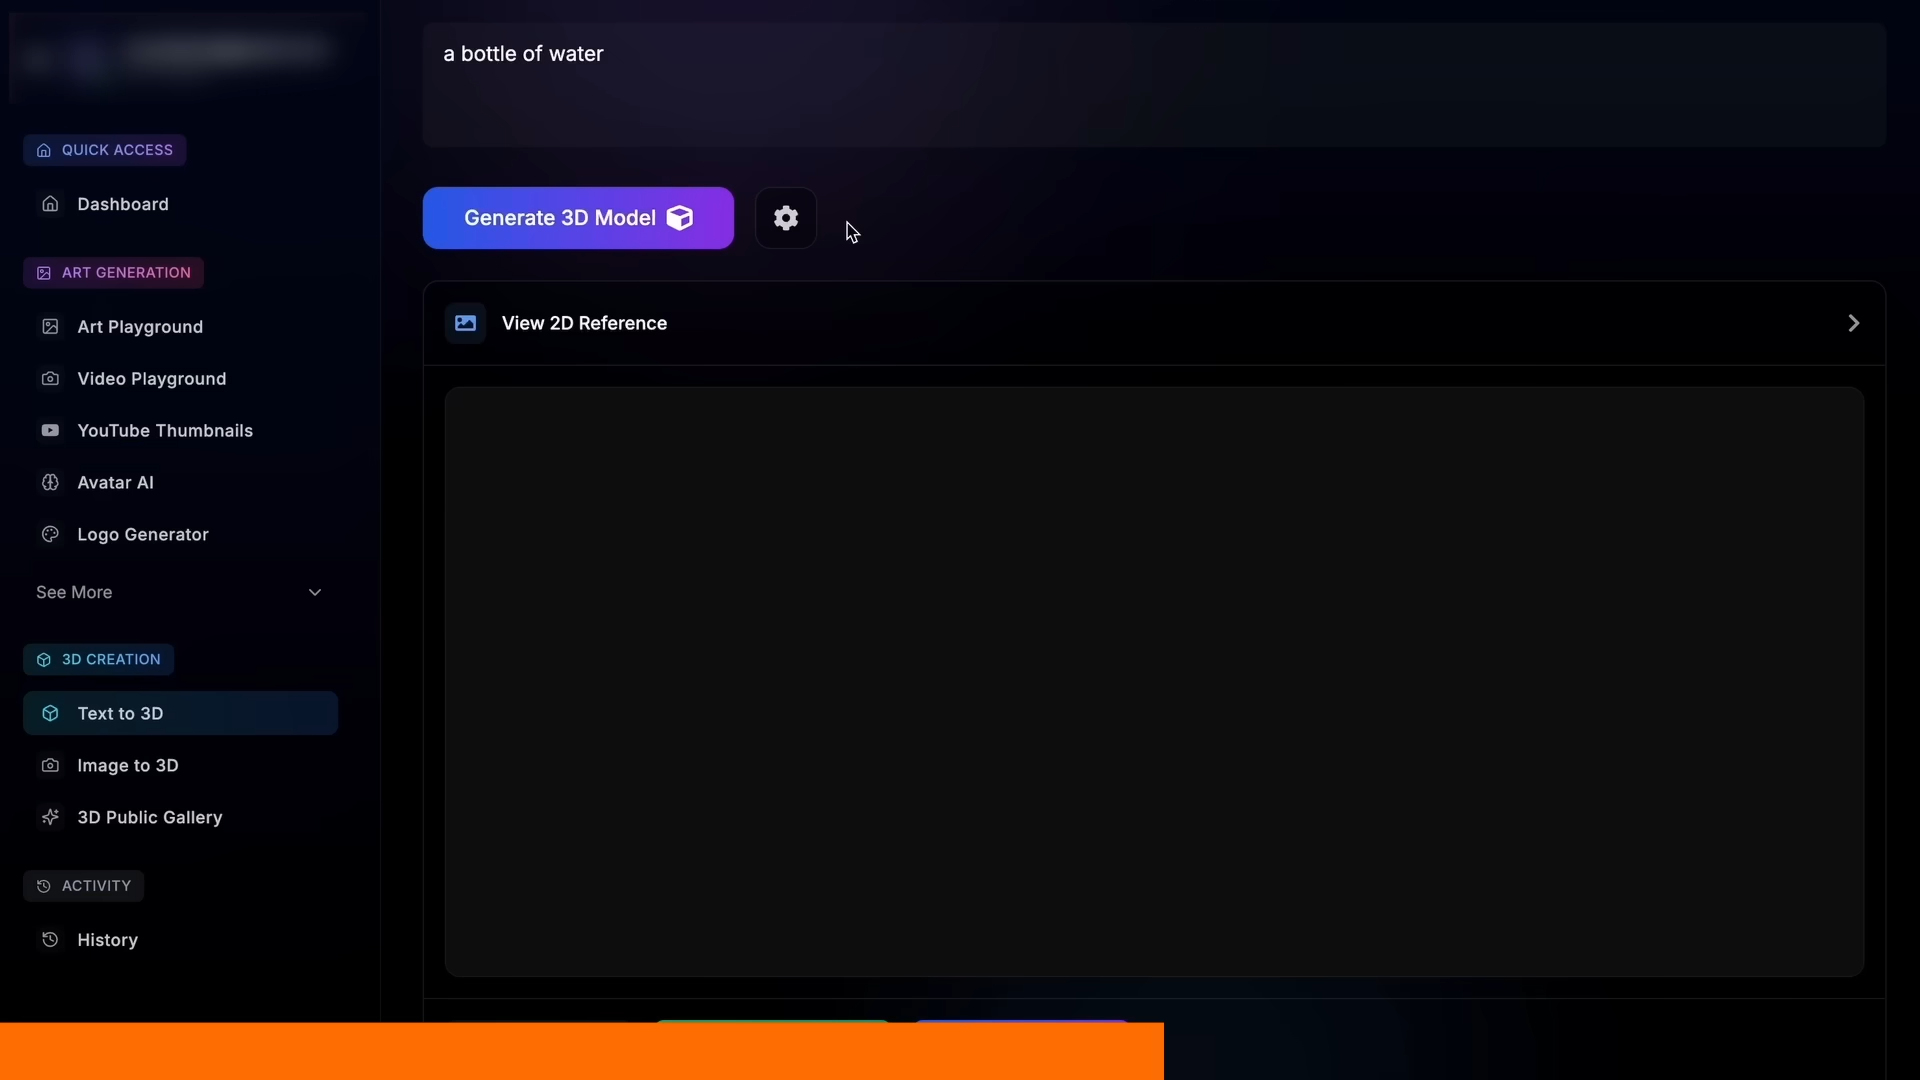 a bottle of water
QUICK ACCESS
Dashboard
ART GENERATION
Art Playground
Video Playground
YouTube Thumbnails
Avatar AI
Logo Generator
See More
3D CREATION
Text to 3D
Image to 3D
3D Public Gallery
ACTIVITY
History
Generate 3D Model
View 2D Reference